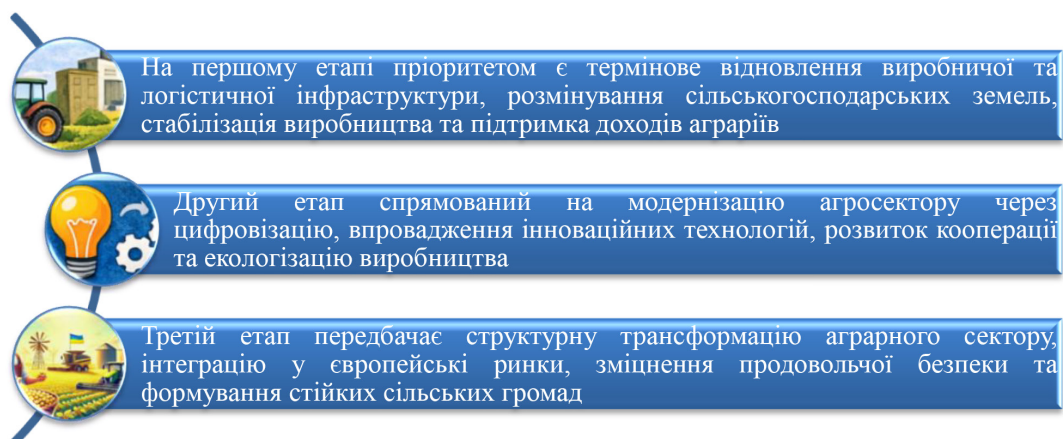 На першому етапі пріоритетом є термінове відновлення виробничої та
логістичної інфраструктури, розмінування сільськогосподарських земель,
стабілізація виробництва та підтримка доходів аграріїв
Другий етап спрямований на модернізацію агросектору через
цифровізацію, впровадження інноваційних технологій, розвиток кооперації
та екологізацію виробництва
Третій етап передбачає структурну трансформацію аграрного сектору,
інтеграцію у європейські ринки, зміцнення продовольчої безпеки та
формування стійких сільських громад